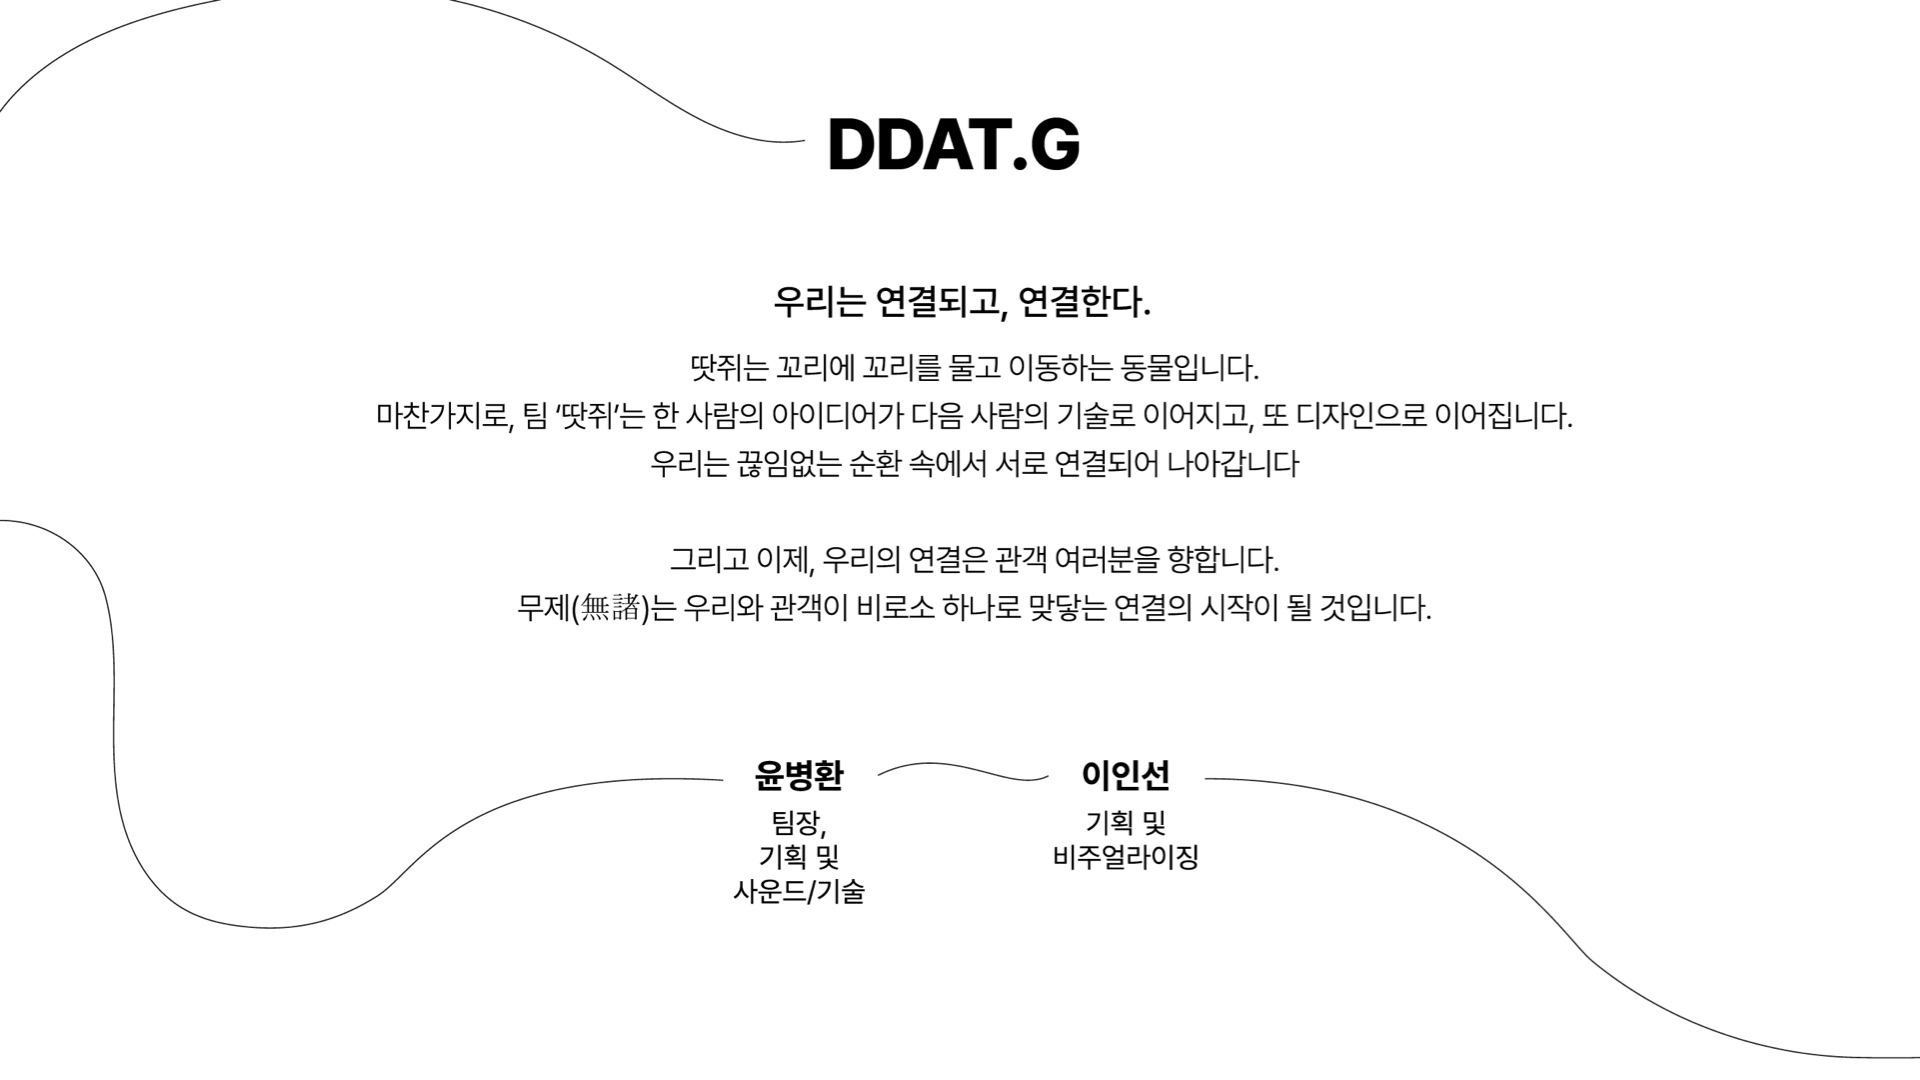 DDAT.G
우리는 연결되고, 연결한다.
땃쥐는 꼬리에 꼬리를 물고 이동하는 동물입니다.
마찬가지로, 팀 ‘땃쥐’는 한 사람의 아이디어가 다음 사람의 기술로 이어지고, 또 디자인으로 이어집니다.
우리는 끊임없는 순환 속에서 서로 연결되어 나아갑니다
그리고 이제, 우리의 연결은 관객 여러분을 향합니다.
무제(無諸)는 우리와 관객이 비로소 하나로 맞닿는 연결의 시작이 될 것입니다.
윤병환
팀장,
기획 및
사운드/기술
이인선
기획 및
비주얼라이징